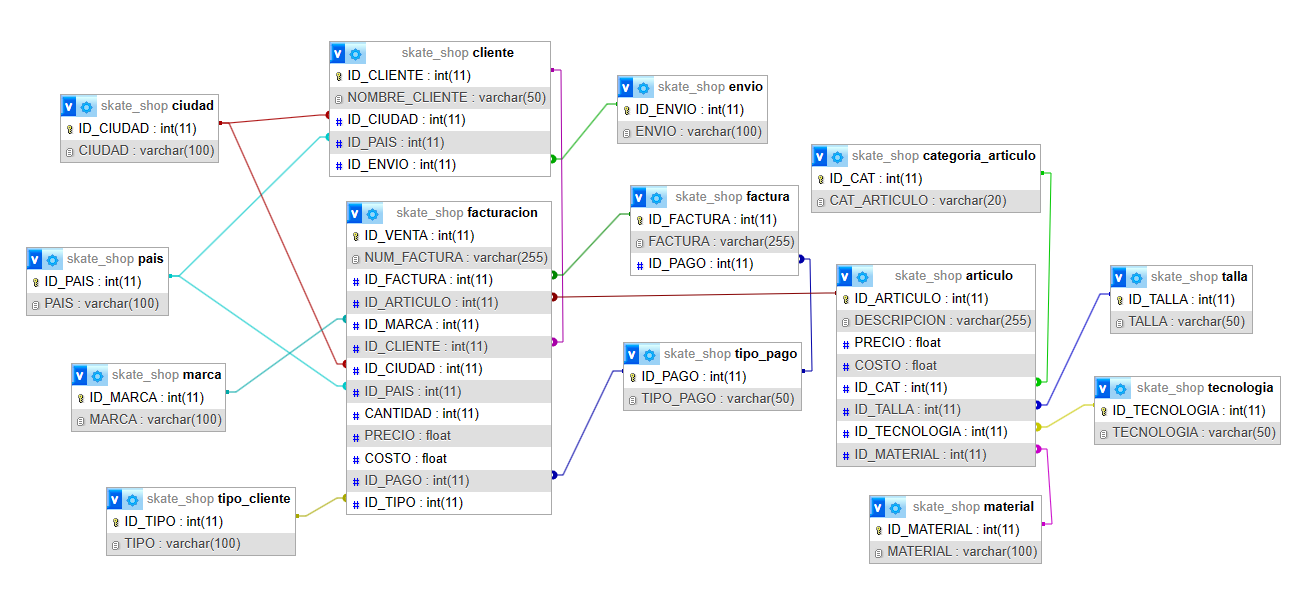 skate_shop cliente
ID_CLIENTE : int(11)
NOMBRE_CLIENTE : varchar(50)
ID_CIUDAD : int(11)
ID_PAIS : int(11)
ID_ENVIO : int(11)
skate_shop envio
ID_ENVIO : int(11)
ENVIO : varchar(100)
skate_shop ciudad
ID_CIUDAD : int(11)
CIUDAD : varchar(100)
skate_shop categoria_articulo
ID_CAT : int(11)
CAT_ARTICULO : varchar(20)
skate_shop factura
ID_FACTURA : int(11)
FACTURA : varchar(255)
ID_PAGO : int(11)
skate_shop facturacion
ID_VENTA : int(11)
NUM_FACTURA : varchar(255)
ID_FACTURA : int(11)
ID_ARTICULO : int(11)
ID_MARCA : int(11)
ID_CLIENTE : int(11)
ID_CIUDAD : int(11)
ID_PAIS : int(11)
CANTIDAD : int(11)
PRECIO : float
COSTO : float
ID_PAGO : int(11)
ID_TIPO : int(11)
skate_shop pais
ID_PAIS : int(11)
PAIS : varchar(100)
skate_shop articulo
ID_ARTICULO : int(11)
DESCRIPCION : varchar(255)
PRECIO : float
COSTO : float
ID_CAT : int(11)
ID_TALLA : int(11)
ID_TECNOLOGIA : int(11)
ID_MATERIAL : int(11)
skate_shop talla
ID_TALLA : int(11)
TALLA : varchar(50)
skate_shop tipo_pago
ID_PAGO : int(11)
TIPO_PAGO : varchar(50)
skate_shop marca
ID_MARCA : int(11)
MARCA : varchar(100)
skate_shop tecnologia
ID_TECNOLOGIA : int(11)
TECNOLOGIA : varchar(50)
skate_shop tipo_cliente
ID_TIPO : int(11)
TIPO : varchar(100)
skate_shop material
ID_MATERIAL : int(11)
MATERIAL : varchar(100)